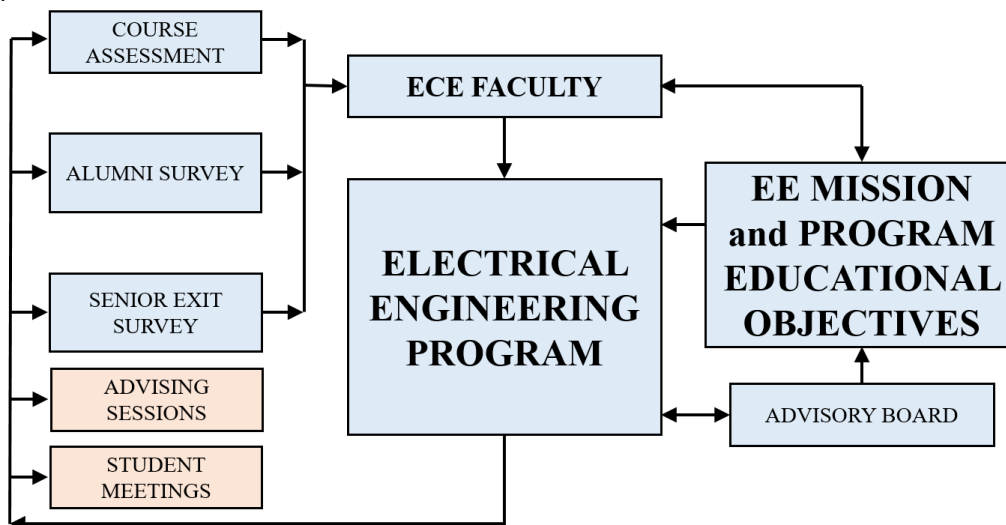 COURSE
ASSESSMENT
ALUMNI SURVEY
SENIOR EXIT
SURVEY
ADVISING
SESSIONS
STUDENT
MEETINGS
ECE FACULTY
ELECTRICAL
ENGINEERING
PROGRAM
EE MISSION
and PROGRAM
EDUCATIONAL
OBJECTIVES
ADVISORY BOARD